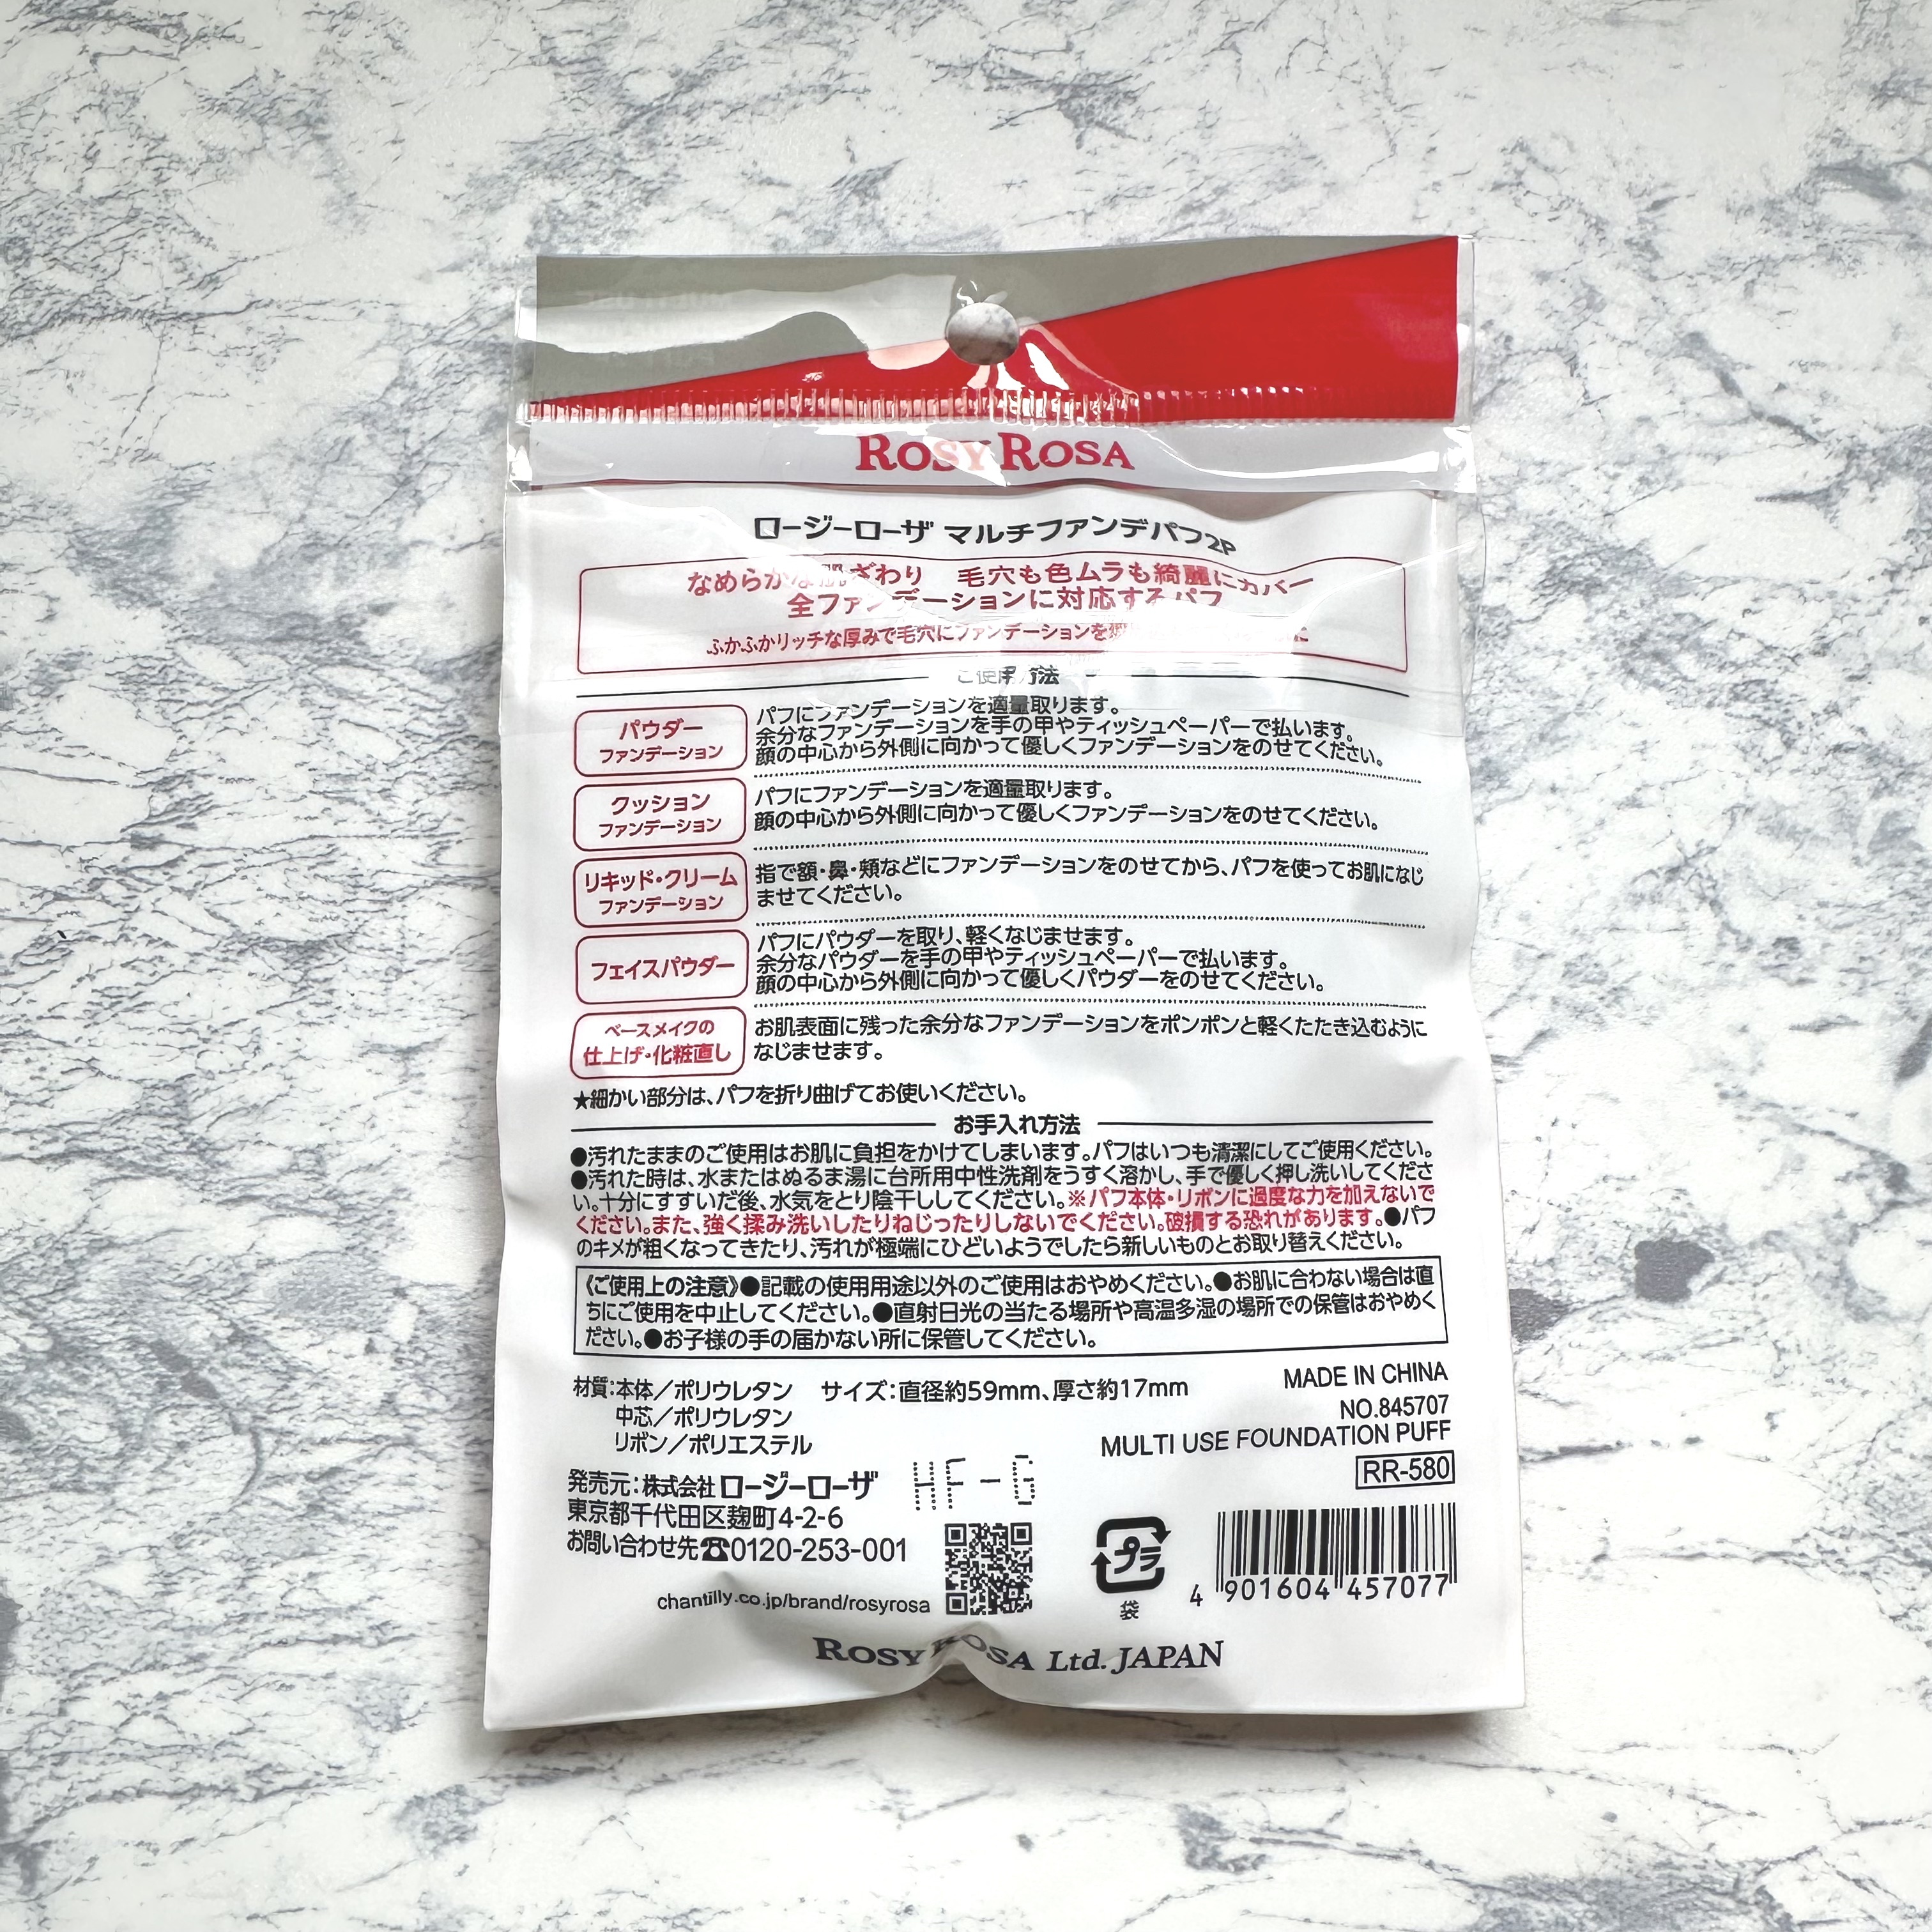 ROSY ROSA
ロージーローザ マルチファンデパフ2P
なめらかな肌ざわり 毛穴も色ムラも綺麗にカバー
全ファンデーションに対応するパフ
ふかふかリッチな厚みで毛穴にファンデーションを
ご使用方法
パウダー
ファンデーション
パフにファンデーションを適量取ります。
余分なファンデーションを手の甲やティッシュペーパーで払います。
顔の中心から外側に向かって優しくファンデーションをのせてください。
クッション
ファンデーション
パフにファンデーションを適量取ります。
顔の中心から外側に向かって優しくファンデーションをのせてください。
リキッド・クリーム
ファンデーション
指で額・鼻・頬などにファンデーションをのせてから、パフを使ってお肌になじ
ませてください。
フェイスパウダー
パフにパウダーを取り、軽くなじませます。
余分なパウダーを手の甲やティッシュペーパーで払います。
顔の中心から外側に向かって優しくパウダーをのせてください。
ベースメイクの
仕上げ・化粧直し
お肌表面に残った余分なファンデーションをポンポンと軽くたたき込むように
なじませます。
★細かい部分は、パフを折り曲げてお使いください。
お手入れ方法
●汚れたままのご使用はお肌に負担をかけてしまいます。パフはいつも清潔にしてご使用ください。
●汚れた時は、水またはぬるま湯に台所用中性洗剤をうすく溶かし、手で優しく押し洗いしてくださ
い。十分にすすいだ後、水気をとり陰干ししてください。※パフ本体・リボンに過度な力を加えないで
ください。また、強く揉み洗いしたりねじったりしないでください。破損する恐れがあります。●パフ
のキメが粗くなってきたり、汚れが極端にひどいようでしたら新しいものとお取り替えください。
《ご使用上の注意》●記載の使用用途以外のご使用はおやめください。●お肌に合わない場合は直
ちにご使用を中止してください。●直射日光の当たる場所や高温多湿の場所での保管はおやめく
ださい。●お子様の手の届かない所に保管してください。
材質:本体/ポリウレタン サイズ:直径約59mm、厚さ約17mm
中芯/ポリウレタン
リボン/ポリエステル
MADE IN CHINA
NO.845707
MULTI USE FOUNDATION PUFF
RR-580
発売元:株式会社 ロージーローザ
東京都千代田区麹町4-2-6
お問い合わせ先☎0120-253-001
chantilly.co.jp/brand/rosyrosa
HF-G
プラ
袋
4 901604 457077
ROSY ROSA Ltd. JAPAN